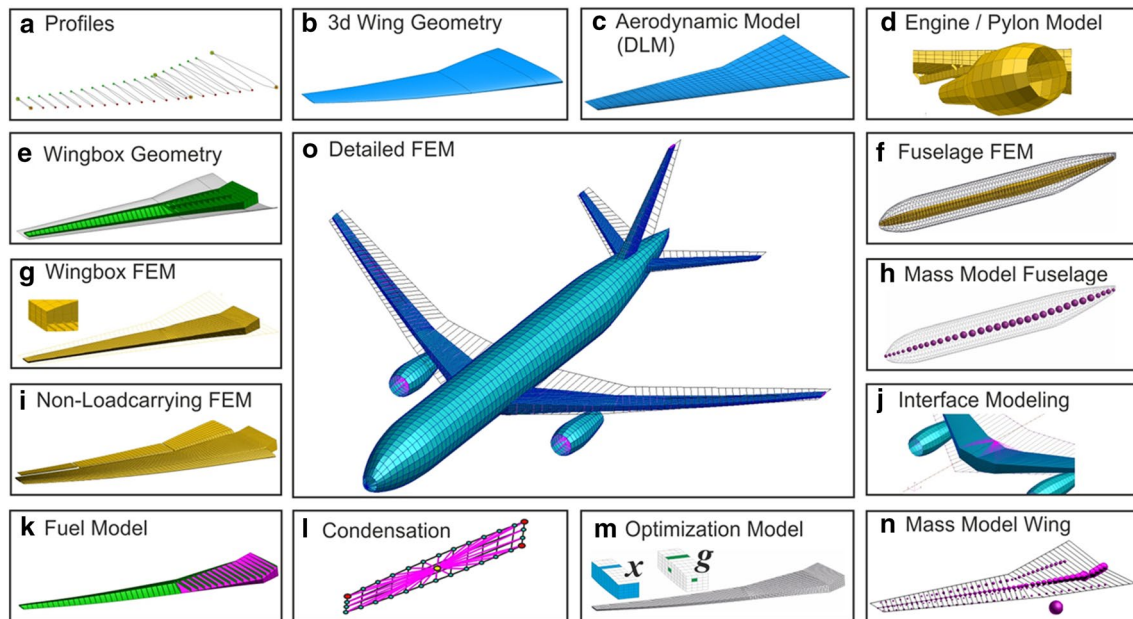 a Profiles
b 3d Wing Geometry
c Aerodynamic Model
(DLM)
d Engine / Pylon Model
e Wingbox Geometry
o Detailed FEM
f Fuselage FEM
g Wingbox FEM
h Mass Model Fuselage
i Non-Loadcarrying FEM
j Interface Modeling
k Fuel Model
l Condensation
m Optimization Model
x g
n Mass Model Wing